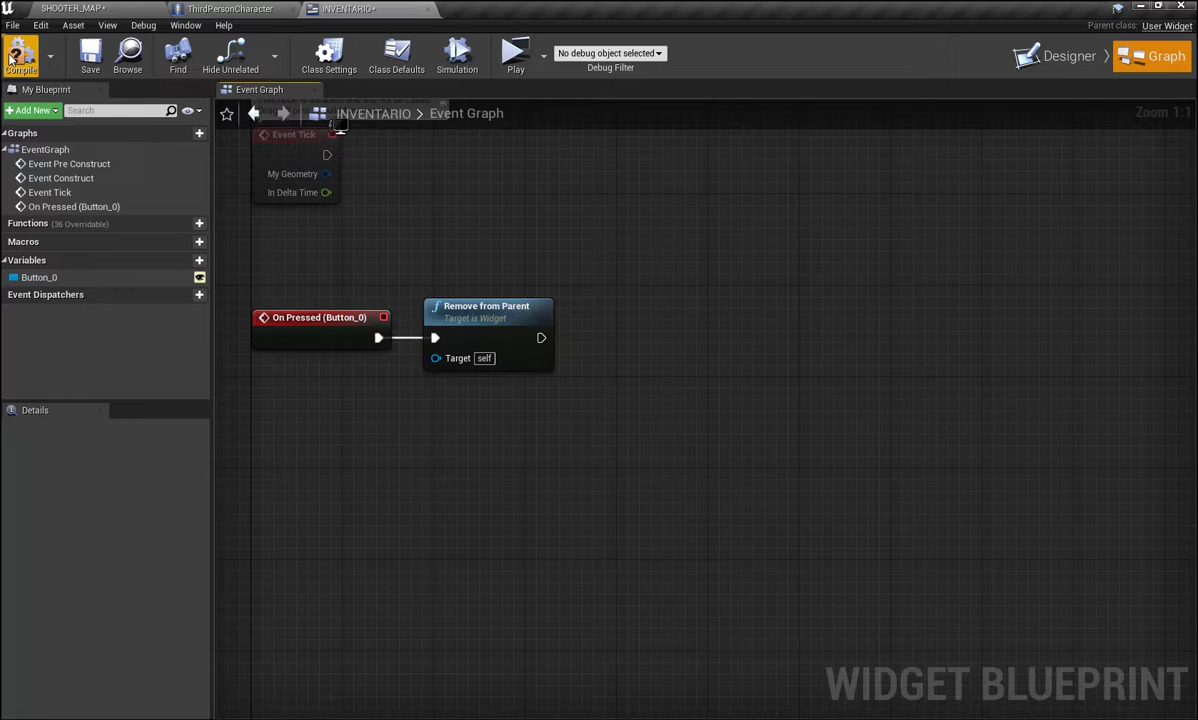 SHOOTER_MAP*
ThirdPersonCharacter
INVENTARIO*
File
Edit
Asset
View
Debug
Window
Help
Parent class: User Widget
Compile
Save
Browse
Find
Hide Unrelated
Class Settings
Class Defaults
Simulation
Play
No debug object selected
Debug Filter
Designer
Graph
My Blueprint
Event Graph
Add New
Search
INVENTARIO > Event Graph
Zoom 1:1
Graphs
EventGraph
Event Pre Construct
Event Construct
Event Tick
On Pressed (Button_0)
Functions (36 Overridable)
Macros
Variables
Button_0
Event Dispatchers
Details
Event Tick
My Geometry
In Delta Time
On Pressed (Button_0)
Remove from Parent
Target is Widget
Target self
WIDGET BLUEPRINT